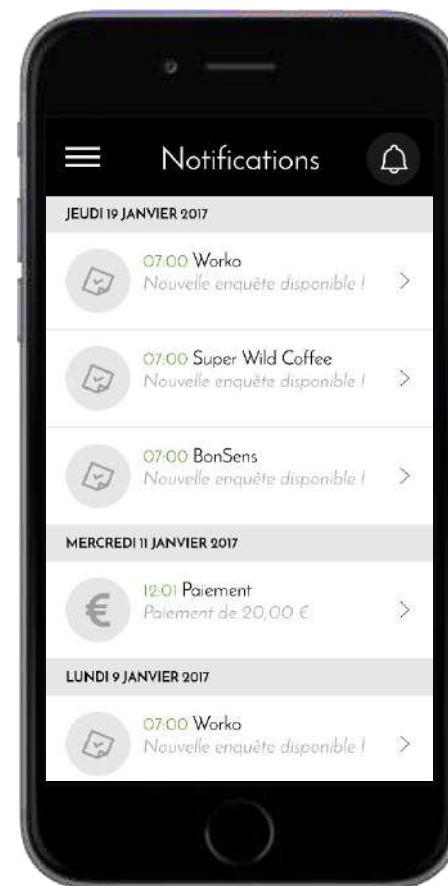 Notifications
JEUDI 19 JANVIER 2017
07:00 Worko
Nouvelle enquête disponible !
07:00 Super Wild Coffee
Nouvelle enquête disponible !
07:00 BonSens
Nouvelle enquête disponible !
MERCREDI 11 JANVIER 2017
12:01 Paiement
Paiement de 20,00 €
LUNDI 9 JANVIER 2017
07:00 Worko
Nouvelle enquête disponible !